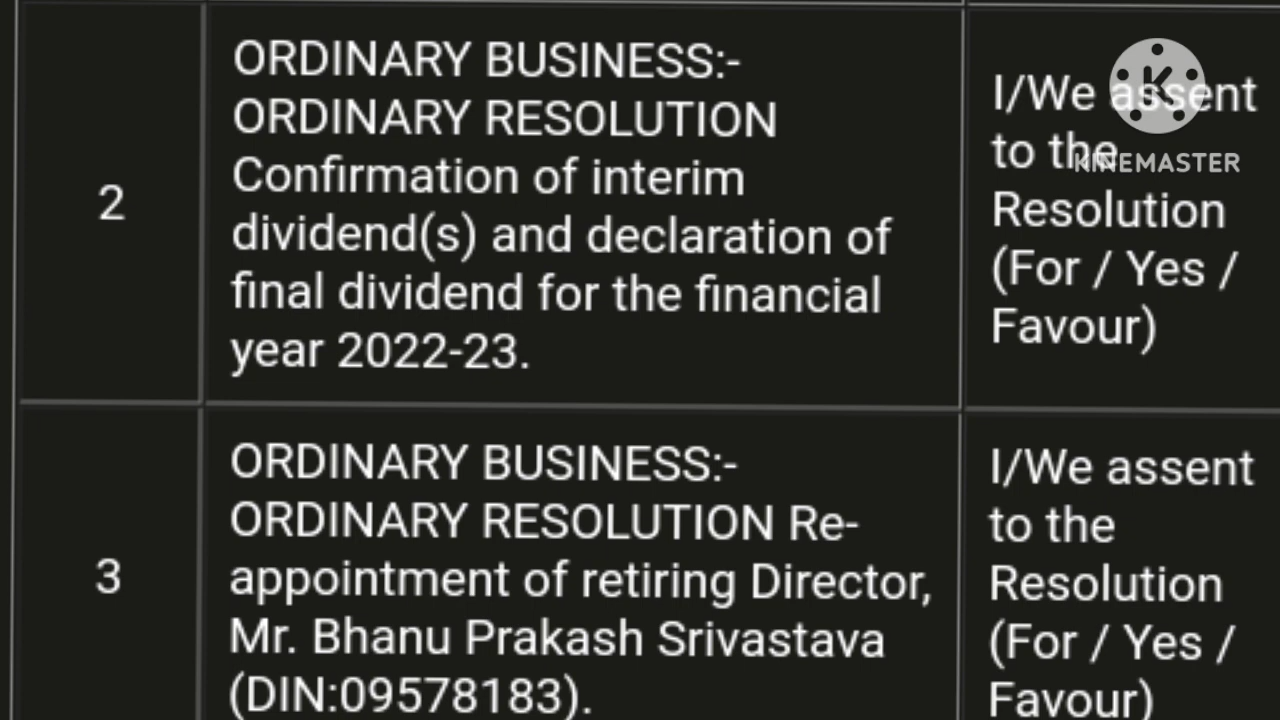 2
ORDINARY BUSINESS:-
ORDINARY RESOLUTION
Confirmation of interim
dividend(s) and declaration of
final dividend for the financial
year 2022-23.
I/We assent
to the
Resolution
(For / Yes /
Favour)
KINEMASTER
3
ORDINARY BUSINESS:-
ORDINARY RESOLUTION Re-
appointment of retiring Director,
Mr. Bhanu Prakash Srivastava
(DIN:09578183).
I/We assent
to the
Resolution
(For / Yes /
Favour)